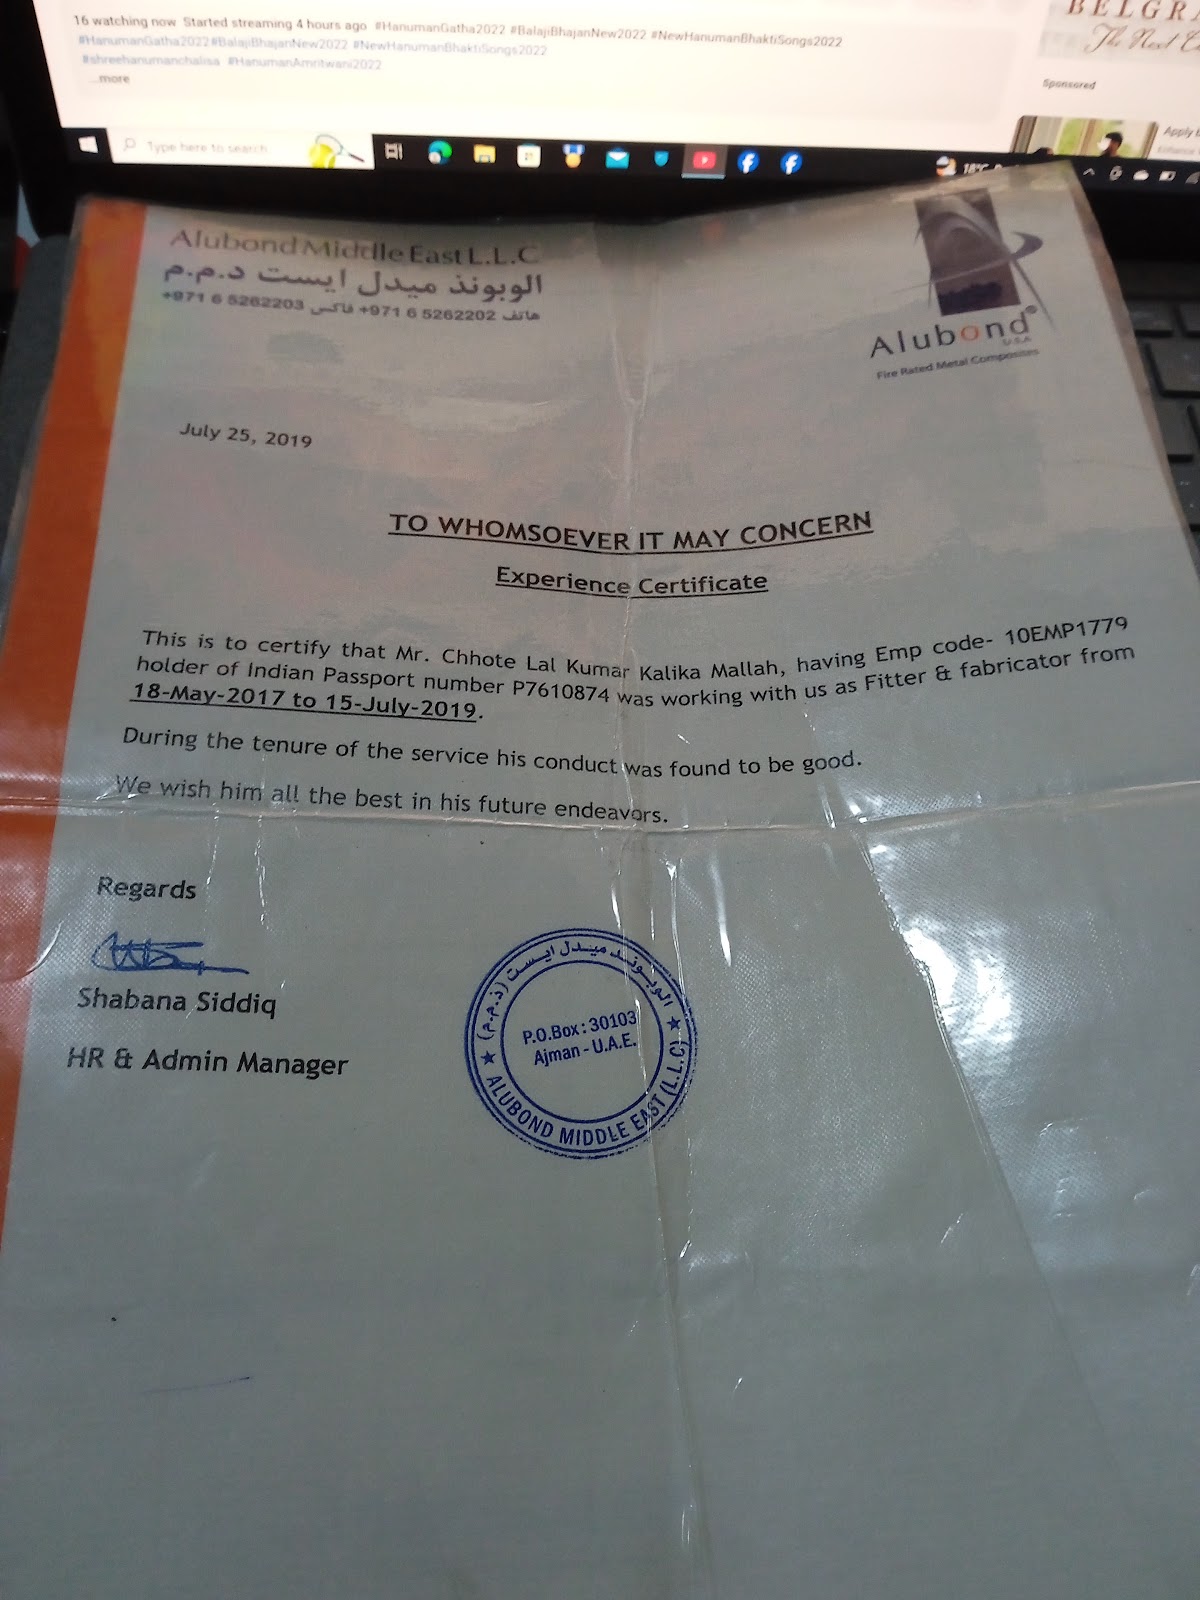 16 watching now Started streaming 4 hours ago #HanumanGatha2022 #BalajiBhajanNew2022 #NewHanumanBhaktiSongs2022
#HanumanGatha2022#BalajiBhajanNew2022 #NewHanumanBhaktiSongs2022
#shreehanumanchalisa #HanumanAmritwani2022
...more
BELGRA
The Next
Sponsored
Apply
Type here to search
18°C
Alubond Middle East L.L.C
الوبوند ميدل ايست د.م.م
هاتف 5262202 6 971+ فاكس 5262203 6 971+
Alubond®
U.S.A
Fire Rated Metal Composites
July 25, 2019
TO WHOMSOEVER IT MAY CONCERN
Experience Certificate
This is to certify that Mr. Chhote Lal Kumar Kalika Mallah, having Emp code- 10EMP1779
holder of Indian Passport number P7610874 was working with us as Fitter & fabricator from
18-May-2017 to 15-July-2019.
During the tenure of the service his conduct was found to be good.
We wish him all the best in his future endeavors.
Regards
Shabana Siddiq
HR & Admin Manager
الوبوند ميدل ايست (ذ.م.م)
P.O.Box : 30103
Ajman - U.A.E.
ALUBOND MIDDLE EAST (L.L.C)